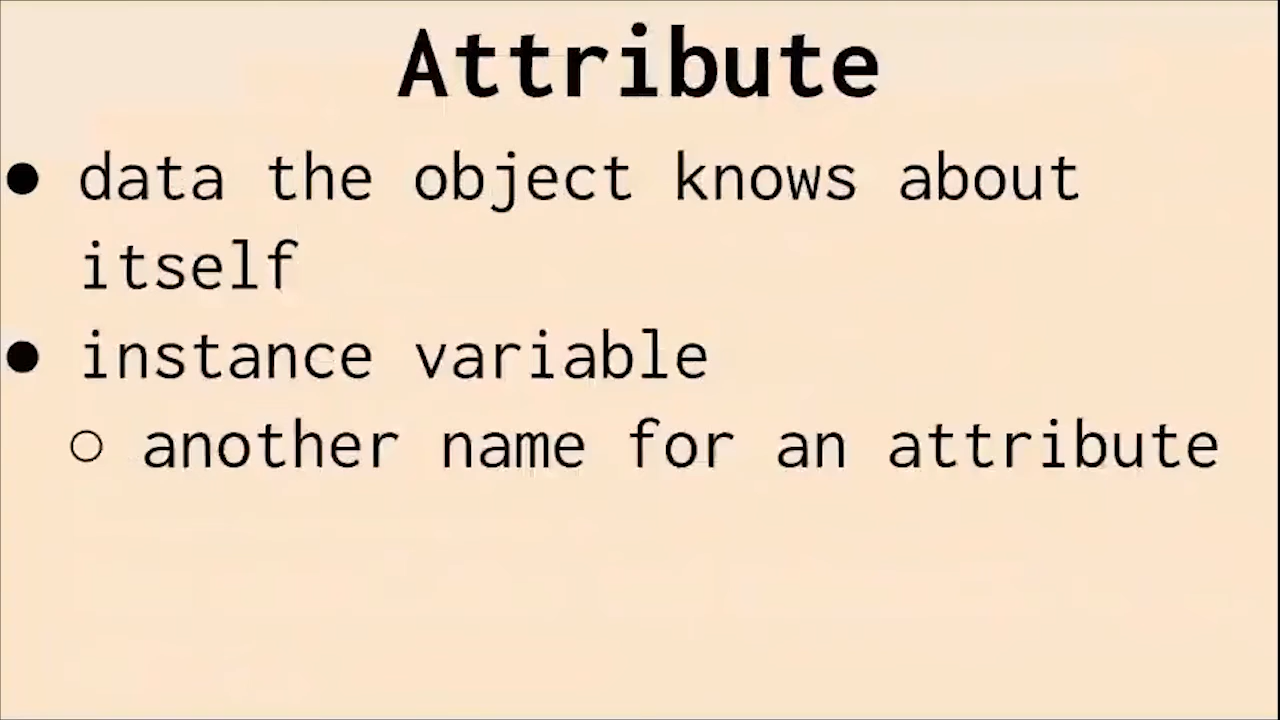 Attribute
● data the object knows about
itself
● instance variable
○ another name for an attribute